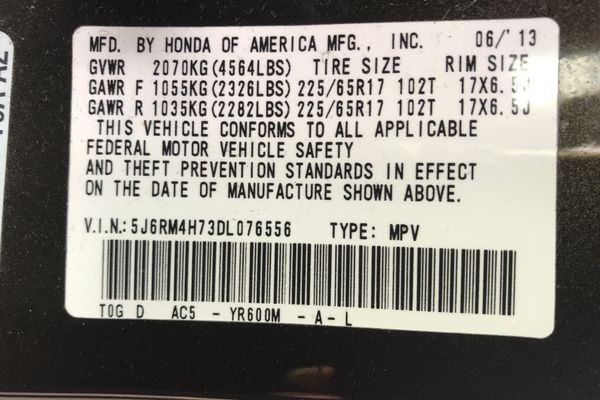 MFD. BY HONDA OF AMERICA MFG., INC. 06/'13
GVWR 2070KG(4564LBS) TIRE SIZE RIM SIZE
GAWR F 1055KG(2326LBS) 225/65R17 102T 17X6.5J
GAWR R 1035KG(2282LBS) 225/65R17 102T 17X6.5J
THIS VEHICLE CONFORMS TO ALL APPLICABLE
FEDERAL MOTOR VEHICLE SAFETY
AND THEFT PREVENTION STANDARDS IN EFFECT
ON THE DATE OF MANUFACTURE SHOWN ABOVE.
V.I.N.: 5J6RM4H73DL076556 TYPE: MPV
TOG D AC5 - YR600M - A - L